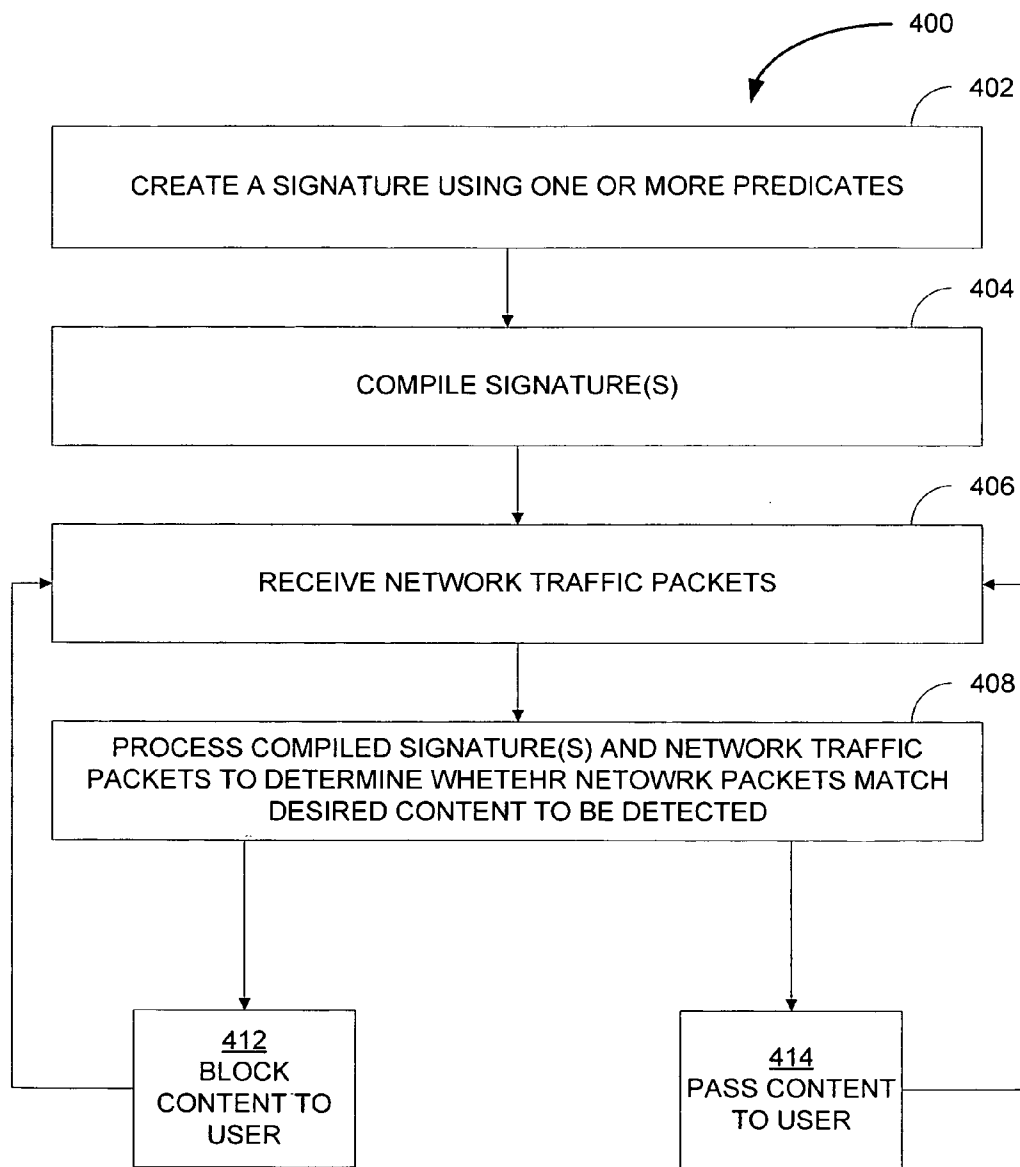 400
402
CREATE A SIGNATURE USING ONE OR MORE PREDICATES
404
COMPILE SIGNATURE(S)
406
RECEIVE NETWORK TRAFFIC PACKETS
408
PROCESS COMPILED SIGNATURE(S) AND NETWORK TRAFFIC
PACKETS TO DETERMINE WHETEHR NETOWRK PACKETS MATCH
DESIRED CONTENT TO BE DETECTED
412
BLOCK
CONTENT TO
USER
414
PASS CONTENT
TO USER